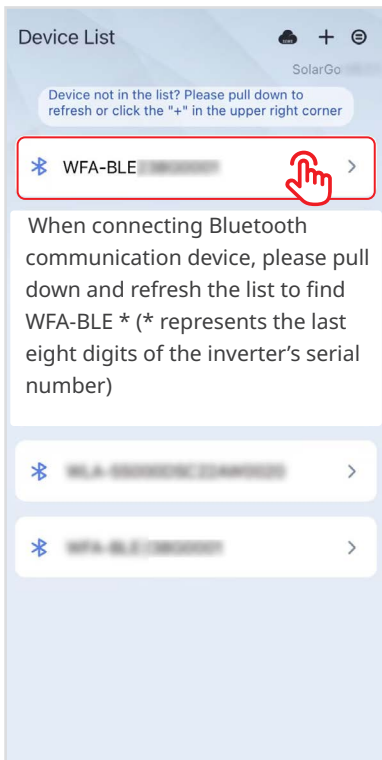 Device List
SolarGo
Device not in the list? Please pull down to
refresh or click the "+" in the upper right corner
WFA-BLE
When connecting Bluetooth
communication device, please pull
down and refresh the list to find
WFA-BLE * (* represents the last
eight digits of the inverter’s serial
number)